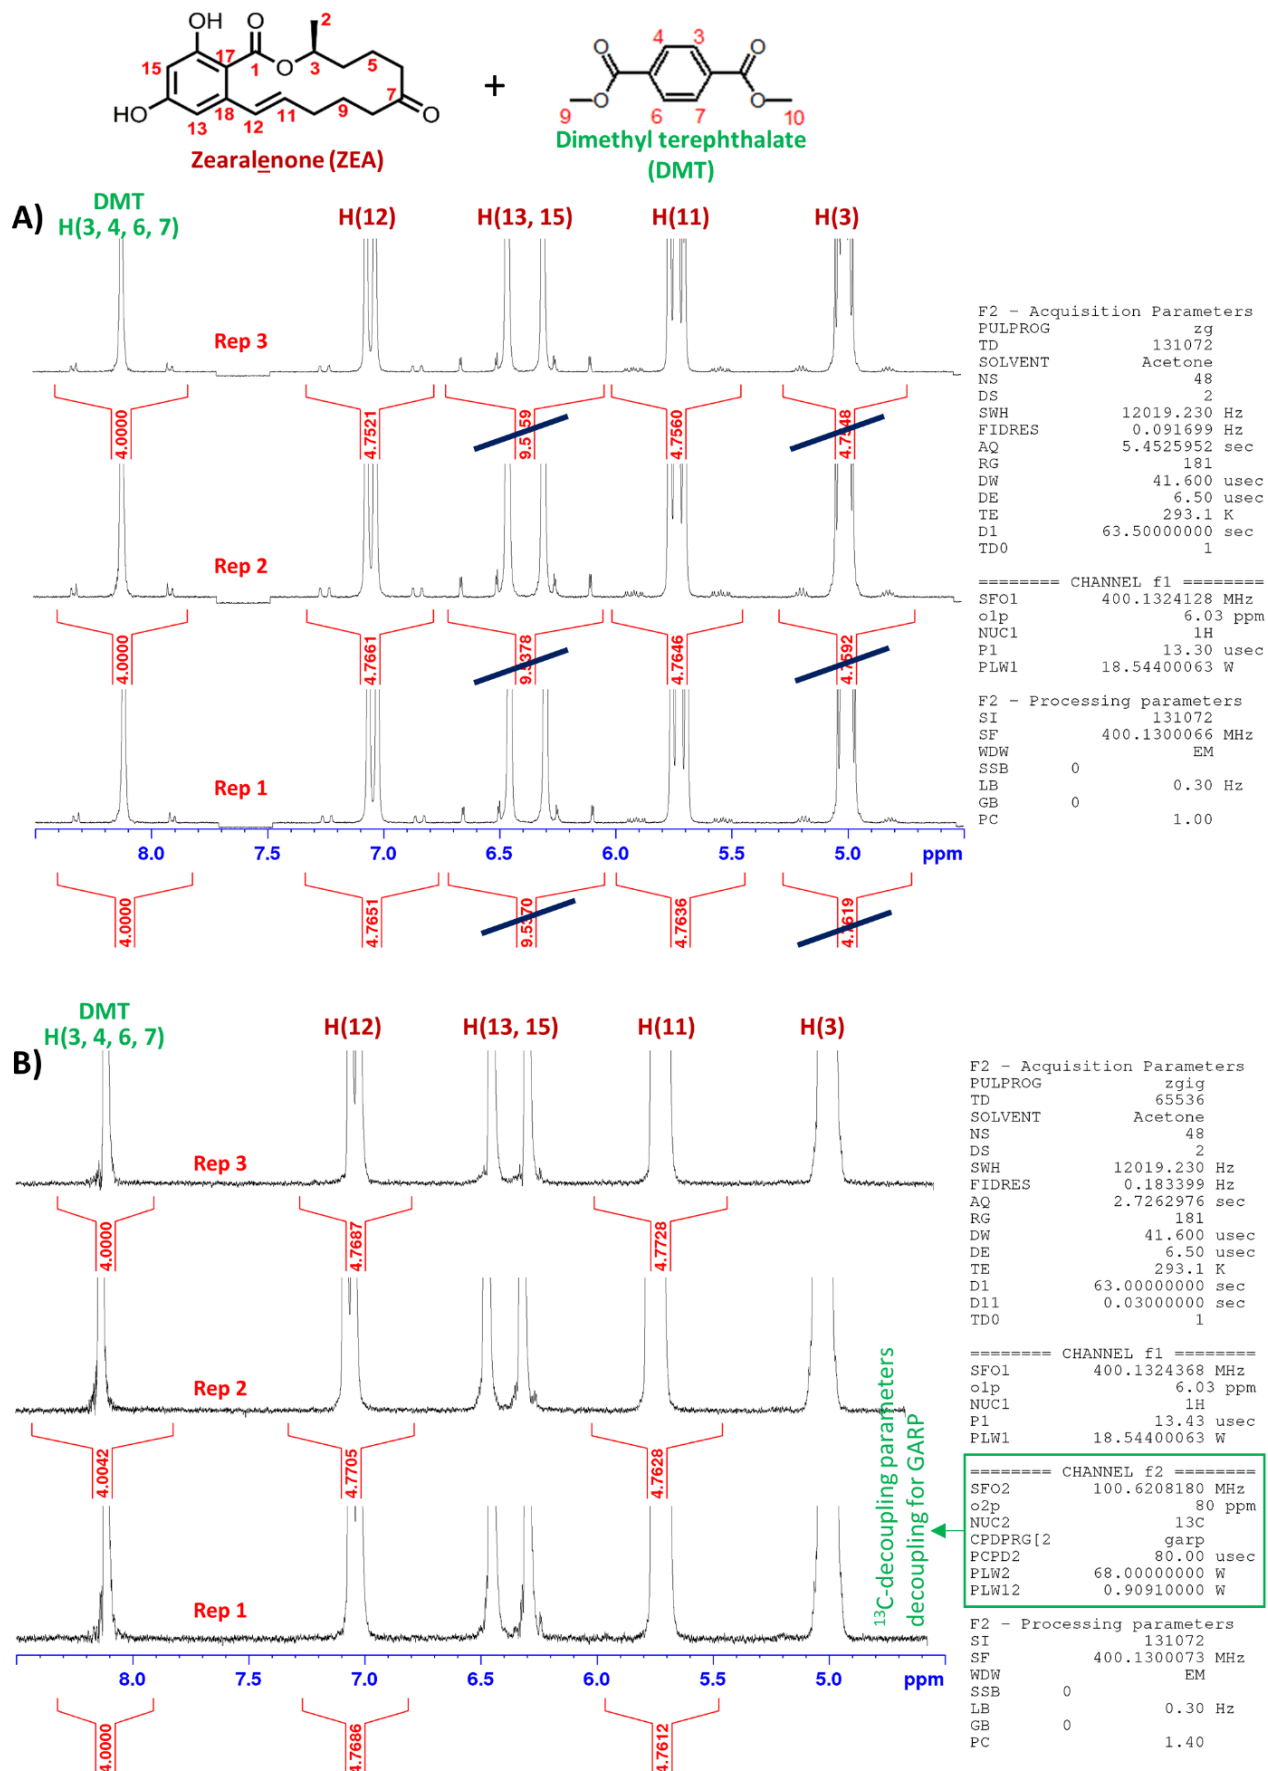 OH
O
2
15
17
1
O
3
5
7
9
18
11
HO
13
12
O
Zearalenone (ZEA)
+
4
3
O
O
O
O
9
6
7
10
Dimethyl terephthalate
(DMT)
A)
DMT
H(3, 4, 6, 7)
H(12)
H(13, 15)
H(11)
H(3)
Rep 3
4.0000
4.7521
4.7560
Rep 2
4.0000
4.7661
9.5378
4.7646
4.7592
Rep 1
8.0
7.5
7.0
6.5
6.0
5.5
5.0
ppm
4.0000
4.7651
9.5370
4.7636
4.7619
F2 - Acquisition Parameters
PULPROG zg
TD 131072
SOLVENT Acetone
NS 48
DS 2
SWH 12019.230 Hz
FIDRES 0.091699 Hz
AQ 5.4525952 sec
RG 181
DW 41.600 usec
DE 6.50 usec
TE 293.1 K
D1 63.50000000 sec
TD0 1
======== CHANNEL f1 ========
SFO1 400.1324128 MHz
o1p 6.03 ppm
NUC1 1H
P1 13.30 usec
PLW1 18.54400063 W
F2 - Processing parameters
SI 131072
SF 400.1300066 MHz
WDW EM
SSB 0
LB 0.30 Hz
GB 0
PC 1.00
B)
DMT
H(3, 4, 6, 7)
H(12)
H(13, 15)
H(11)
H(3)
Rep 3
4.0000
4.7687
4.7728
Rep 2
4.0042
4.7705
4.7628
Rep 1
8.0
7.5
7.0
6.5
6.0
5.5
5.0
ppm
4.0000
4.7686
4.7612
13C-decoupling parameters
decoupling for GARP
F2 - Acquisition Parameters
PULPROG zgig
TD 65536
SOLVENT Acetone
NS 48
DS 2
SWH 12019.230 Hz
FIDRES 0.183399 Hz
AQ 2.7262976 sec
RG 181
DW 41.600 usec
DE 6.50 usec
TE 293.1 K
D1 63.00000000 sec
D11 0.03000000 sec
TD0 1
======== CHANNEL f1 ========
SFO1 400.1324368 MHz
o1p 6.03 ppm
NUC1 1H
P1 13.43 usec
PLW1 18.54400063 W
======== CHANNEL f2 ========
SFO2 100.6208180 MHz
o2p 80 ppm
NUC2 13C
CPDPRG[2 garp
PCPD2 80.00 usec
PLW2 68.00000000 W
PLW12 0.90910000 W
F2 - Processing parameters
SI 131072
SF 400.1300073 MHz
WDW EM
SSB 0
LB 0.30 Hz
GB 0
PC 1.40